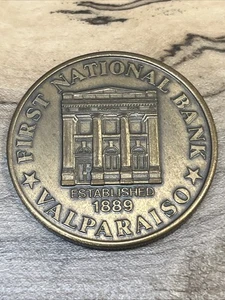 FIRST NATIONAL BANK
ESTABLISHED
1889
★ VALPARAISO ★